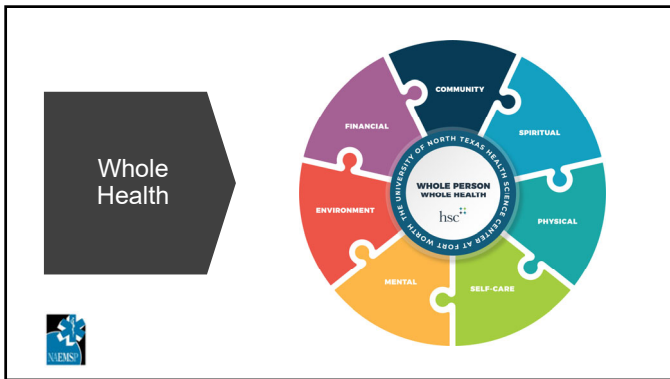 Whole
Health
COMMUNITY
SPIRITUAL
PHYSICAL
SELF-CARE
MENTAL
ENVIRONMENT
FINANCIAL
THE UNIVERSITY OF NORTH TEXAS HEALTH SCIENCE CENTER AT FORT WORTH
WHOLE PERSON
WHOLE HEALTH
hsc
NAEMSP